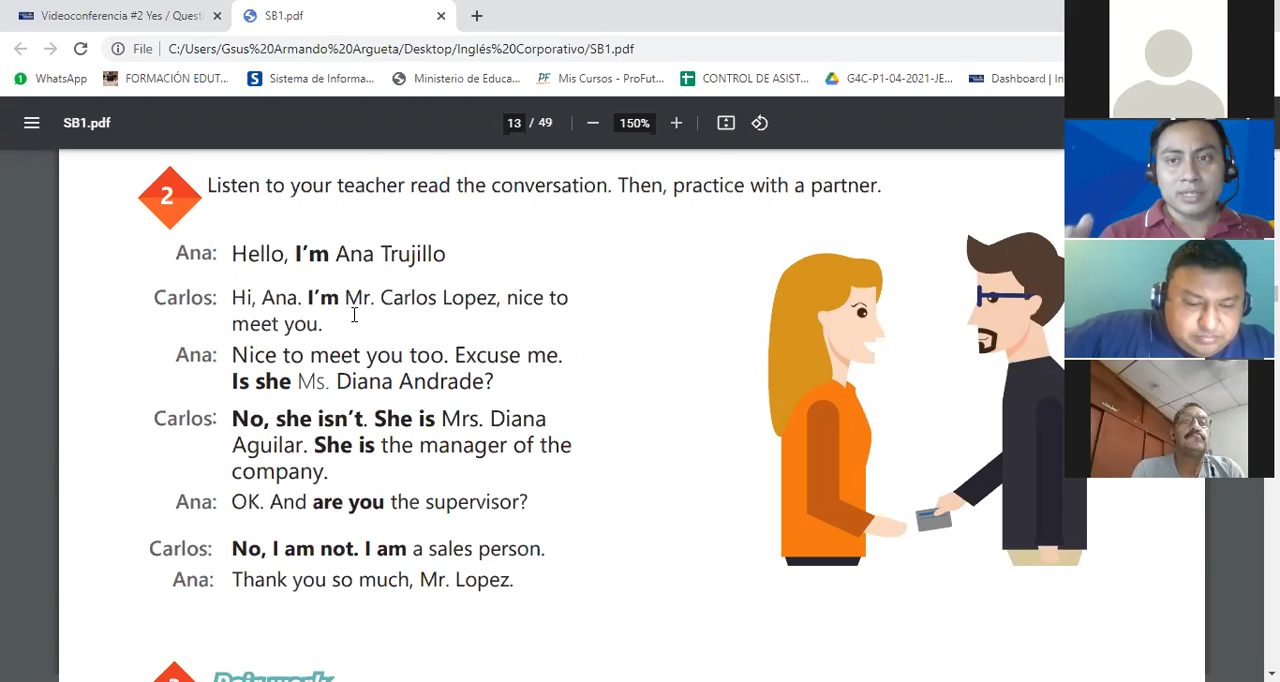 Videoconferencia #2 Yes / Quest
SB1.pdf
File
C:/Users/Gsus%20Armando%20Argueta/Desktop/Inglés%20Corporativo/SB1.pdf
WhatsApp
FORMACIÓN EDUT...
Sistema de Informa...
Ministerio de Educa...
PF Mis Cursos - ProFut...
CONTROL DE ASIST...
G4C-P1-04-2021-JE...
Dashboard | In
SB1.pdf
13 / 49
150%
2 Listen to your teacher read the conversation. Then, practice with a partner.
Ana: Hello, I'm Ana Trujillo
Carlos: Hi, Ana. I'm Mr. Carlos Lopez, nice to
meet you.
Ana: Nice to meet you too. Excuse me.
Is she Ms. Diana Andrade?
Carlos: No, she isn't. She is Mrs. Diana
Aguilar. She is the manager of the
company.
Ana: OK. And are you the supervisor?
Carlos: No, I am not. I am a sales person.
Ana: Thank you so much, Mr. Lopez.
Pair work